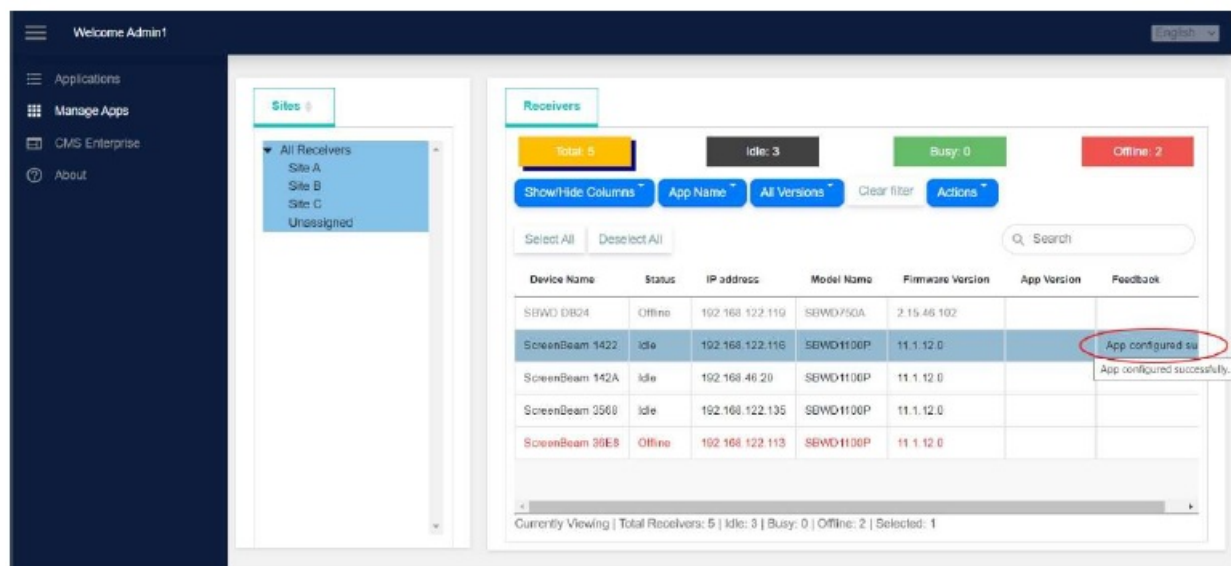 Welcome Admin1
English
Applications
Manage Apps
CMS Enterprise
About
Sites
All Receivers
Site A
Site B
Site C
Unassigned
Receivers
Total: 5 Idle: 3 Busy: 0 Offline: 2
Show/Hide Columns App Name All Versions Clear filter Actions
Select All Deselect All Search
Device Name Status IP address Model Name Firmware Version App Version Feedback
SBWD DB24 Offline 192.168.122.119 SBWD750A 2.15.46.102
ScreenBeam 1422 Idle 192.168.122.116 SBWD1100P 11.1.12.0 App configured su
App configured successfully.
ScreenBeam 142A Idle 192.168.46.20 SBWD1100P 11.1.12.0
ScreenBeam 3568 Idle 192.168.122.135 SBWD1100P 11.1.12.0
ScreenBeam 36E8 Offline 192.168.122.113 SBWD1100P 11.1.12.0
Currently Viewing | Total Receivers: 5 | Idle: 3 | Busy: 0 | Offline: 2 | Selected: 1